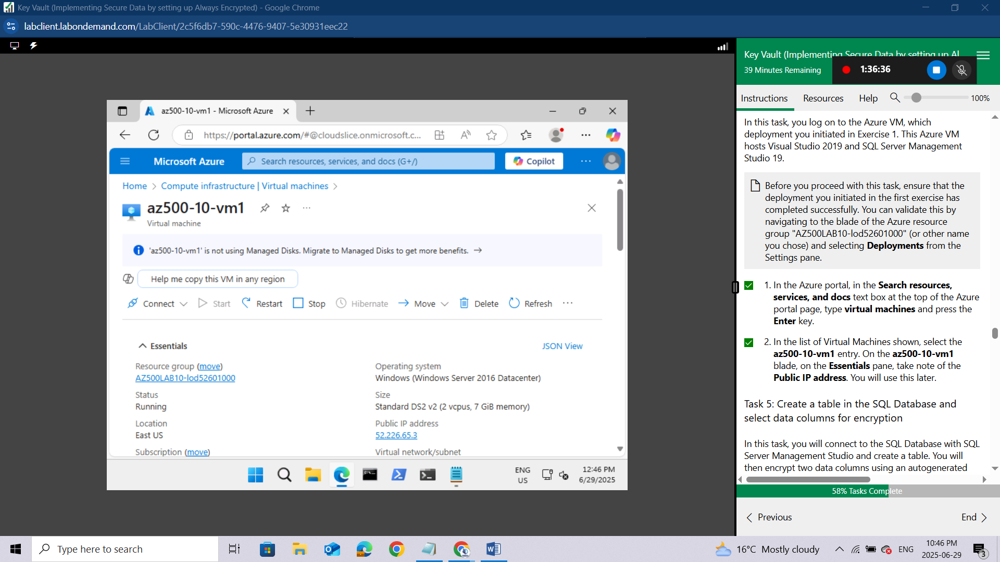 Key Vault (Implementing Secure Data by setting up Always Encrypted) - Google Chrome
labclient.labondemand.com/LabClient/2c5f6db7-590c-4476-9407-5e30931eec22
az500-10-vm1 - Microsoft Azure
https://portal.azure.com/#@cloudslice.onmicrosoft.c...
Microsoft Azure
Search resources, services, and docs (G+/)
Copilot
Home > Compute infrastructure | Virtual machines >
az500-10-vm1
Virtual machine
'az500-10-vm1' is not using Managed Disks. Migrate to Managed Disks to get more benefits. →
Help me copy this VM in any region
Connect
Start
Restart
Stop
Hibernate
Move
Delete
Refresh
Essentials
JSON View
Resource group (move)
AZ500LAB10-lod52601000
Status
Running
Location
East US
Subscription (move)
Operating system
Windows (Windows Server 2016 Datacenter)
Size
Standard DS2 v2 (2 vcpus, 7 GiB memory)
Public IP address
52.226.65.3
Virtual network/subnet
ENG
US
12:46 PM
6/29/2025
Key Vault (Implementing Secure Data by setting up Al
39 Minutes Remaining
1:36:36
Instructions
Resources
Help
100%
In this task, you log on to the Azure VM, which
deployment you initiated in Exercise 1. This Azure VM
hosts Visual Studio 2019 and SQL Server Management
Studio 19.
Before you proceed with this task, ensure that the
deployment you initiated in the first exercise has
completed successfully. You can validate this by
navigating to the blade of the Azure resource
group "AZ500LAB10-lod52601000" (or other name
you chose) and selecting Deployments from the
Settings pane.
1. In the Azure portal, in the Search resources,
services, and docs text box at the top of the Azure
portal page, type virtual machines and press the
Enter key.
2. In the list of Virtual Machines shown, select the
az500-10-vm1 entry. On the az500-10-vm1
blade, on the Essentials pane, take note of the
Public IP address. You will use this later.
Task 5: Create a table in the SQL Database and
select data columns for encryption
In this task, you will connect to the SQL Database with SQL
Server Management Studio and create a table. You will
then encrypt two data columns using an autogenerated
58% Tasks Complete
Previous
End
Type here to search
16°C Mostly cloudy
ENG
10:46 PM
2025-06-29
3